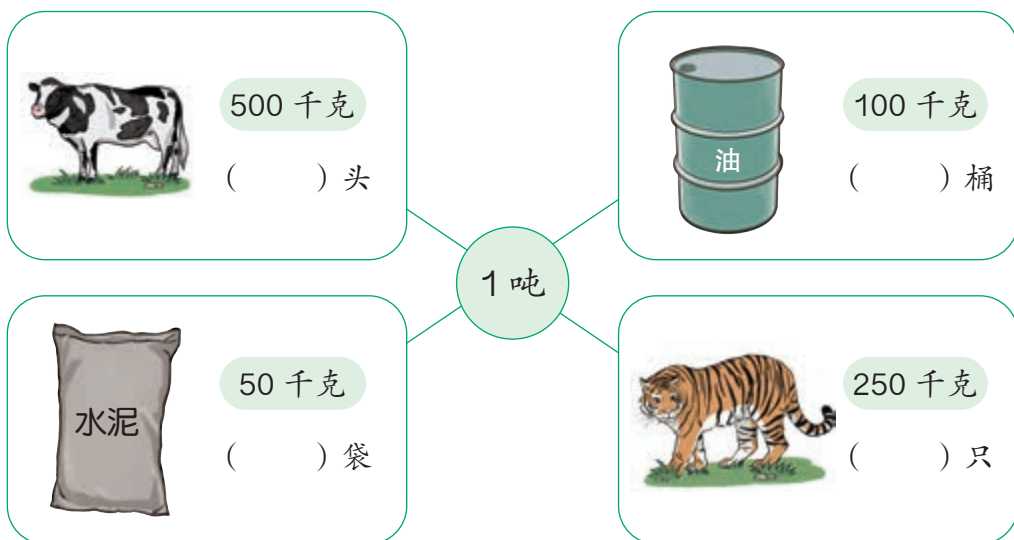 500 千克
( ) 头
100 千克
油
( ) 桶
1 吨
水泥
50 千克
( ) 袋
250 千克
( ) 只